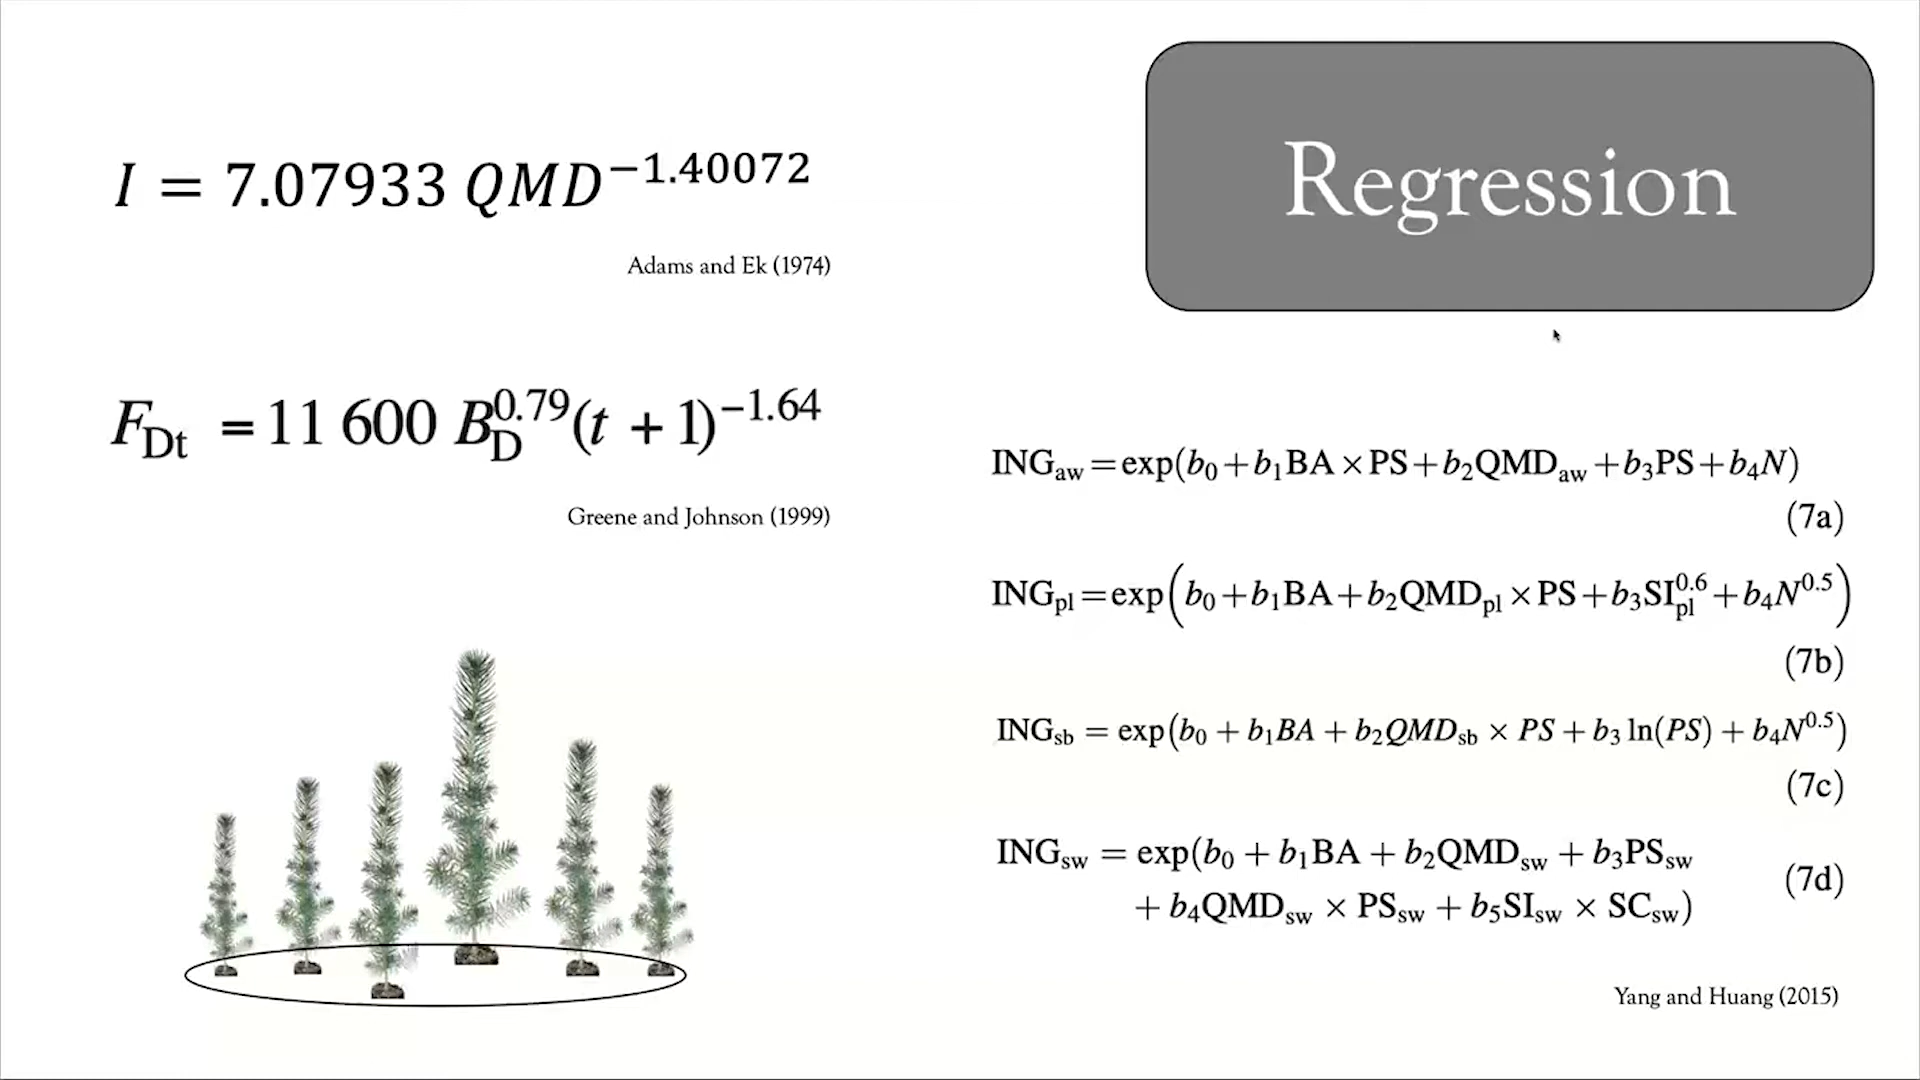 Regression
I = 7.07933 QMD^−1.40072
Adams and Ek (1974)
F_Dt = 11 600 B_D^0.79 (t + 1)^−1.64
Greene and Johnson (1999)
ING_aw = exp(b_0 + b_1BA × PS + b_2QMD_aw + b_3PS + b_4N)
(7a)
ING_pl = exp(b_0 + b_1BA + b_2QMD_pl × PS + b_3SI_pl^0.6 + b_4N^0.5)
(7b)
ING_sb = exp(b_0 + b_1BA + b_2QMD_sb × PS + b_3 ln(PS) + b_4N^0.5)
(7c)
ING_sw = exp(b_0 + b_1BA + b_2QMD_sw + b_3PS_sw
+ b_4QMD_sw × PS_sw + b_5SI_sw × SC_sw)
(7d)
Yang and Huang (2015)